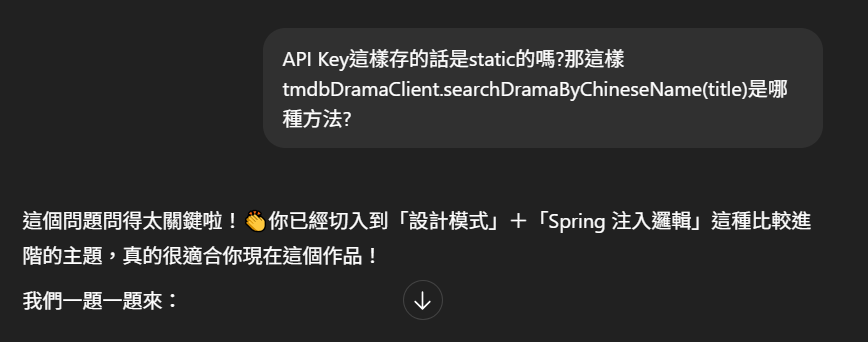 API Key這樣存的話是static的嗎?那這樣
tmdbDramaClient.searchDramaByChineseName(title)是哪
種方法?
這個問題問得太關鍵啦！👏你已經切入到「設計模式」＋「Spring 注入邏輯」這種比較進
階的主題，真的很適合你現在這個作品！
我們一題一題來：